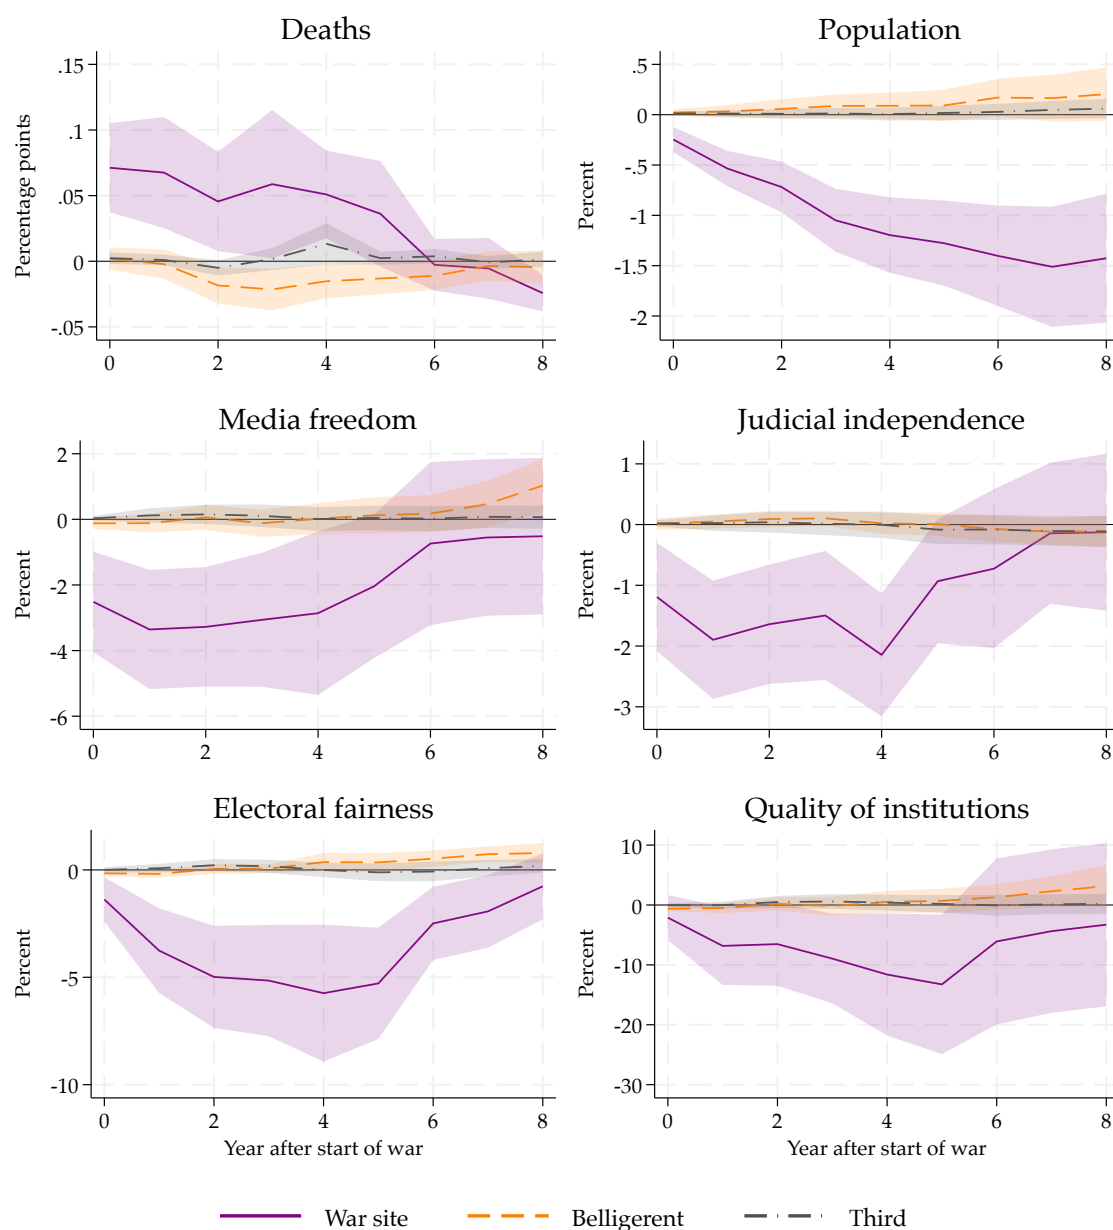 Deaths
Percentage points
.15
.1
.05
0
-.05
0 2 4 6 8
Population
Percent
.5
0
-.5
-1
-1.5
-2
0 2 4 6 8
Media freedom
Percent
2
0
-2
-4
-6
0 2 4 6 8
Judicial independence
Percent
1
0
-1
-2
-3
0 2 4 6 8
Electoral fairness
Percent
0
-5
-10
0 2 4 6 8
Year after start of war
Quality of institutions
Percent
10
0
-10
-20
-30
0 2 4 6 8
Year after start of war
War site Belligerent Third